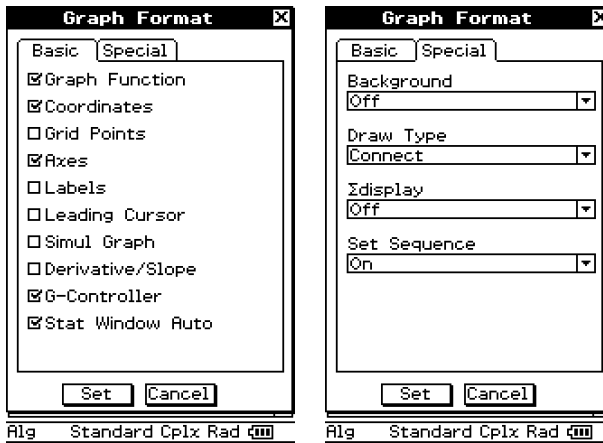 Graph Format
Basic Special
Graph Function
Coordinates
Grid Points
Axes
Labels
Leading Cursor
Simul Graph
Derivative/Slope
G-Controller
Stat Window Auto
Set Cancel
Alg Standard Cplx Rad
Graph Format
Basic Special
Background
Off
Draw Type
Connect
Σdisplay
Off
Set Sequence
On
Set Cancel
Alg Standard Cplx Rad